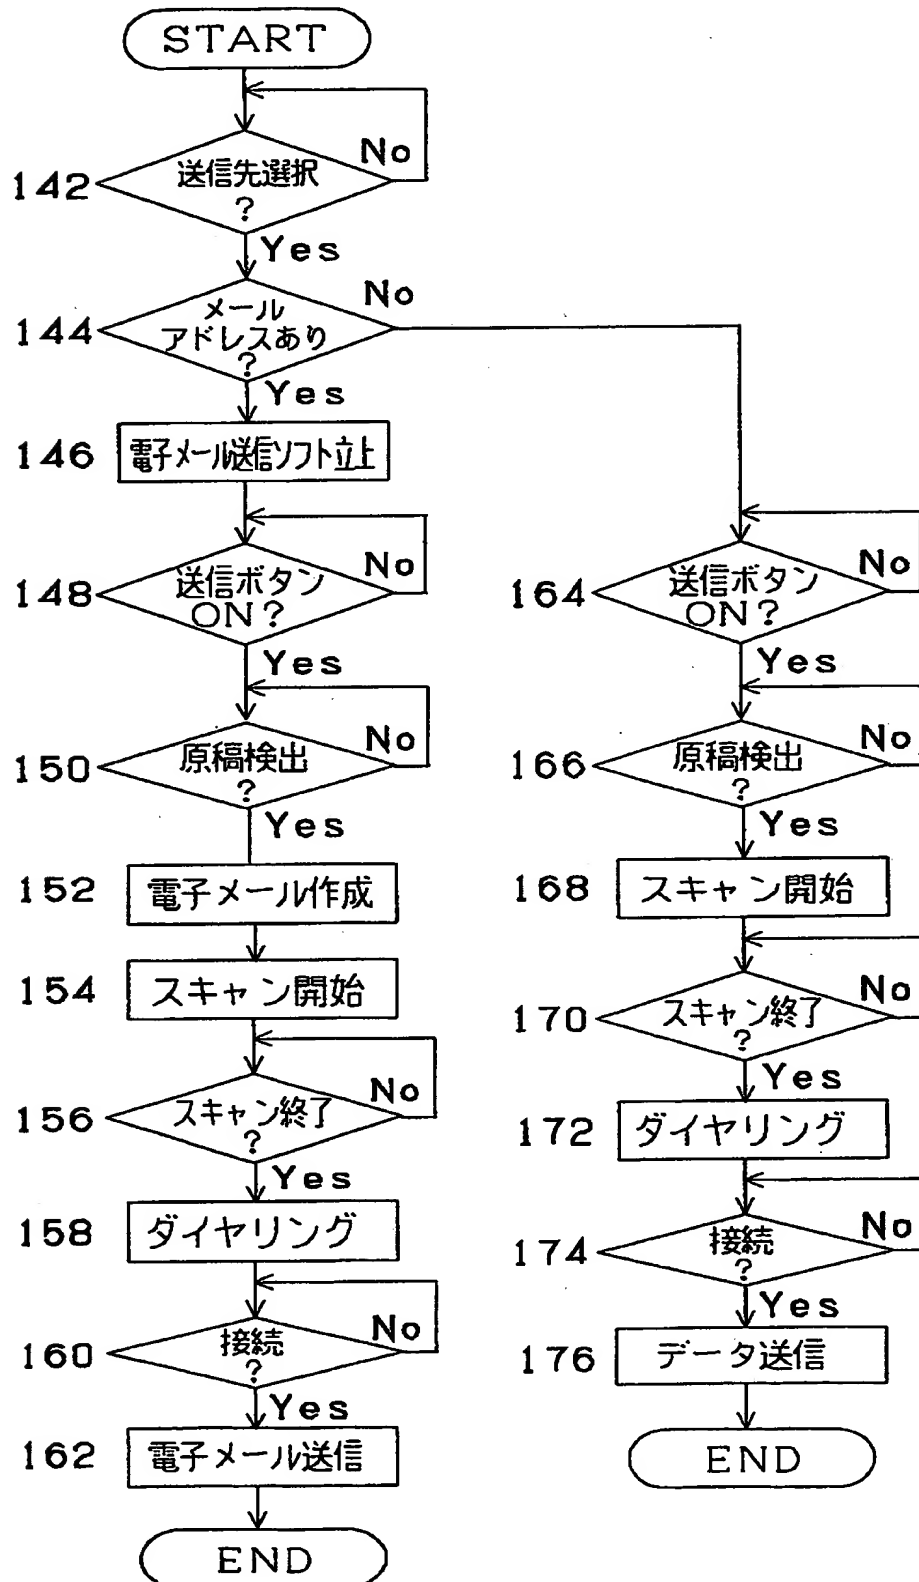 START
No
142
送信先選択
?
Yes
No
144
メール
アドレスあり
?
Yes
146
電子メール送信ソフト立上
No
148
送信ボタン
ON?
Yes
No
150
原稿検出
?
Yes
152
電子メール作成
154
スキャン開始
No
156
スキャン終了
?
Yes
158
ダイヤリング
No
160
接続
?
Yes
162
電子メール送信
END
No
164
送信ボタン
ON?
Yes
No
166
原稿検出
?
Yes
168
スキャン開始
No
170
スキャン終了
?
Yes
172
ダイヤリング
No
174
接続
?
Yes
176
データ送信
END